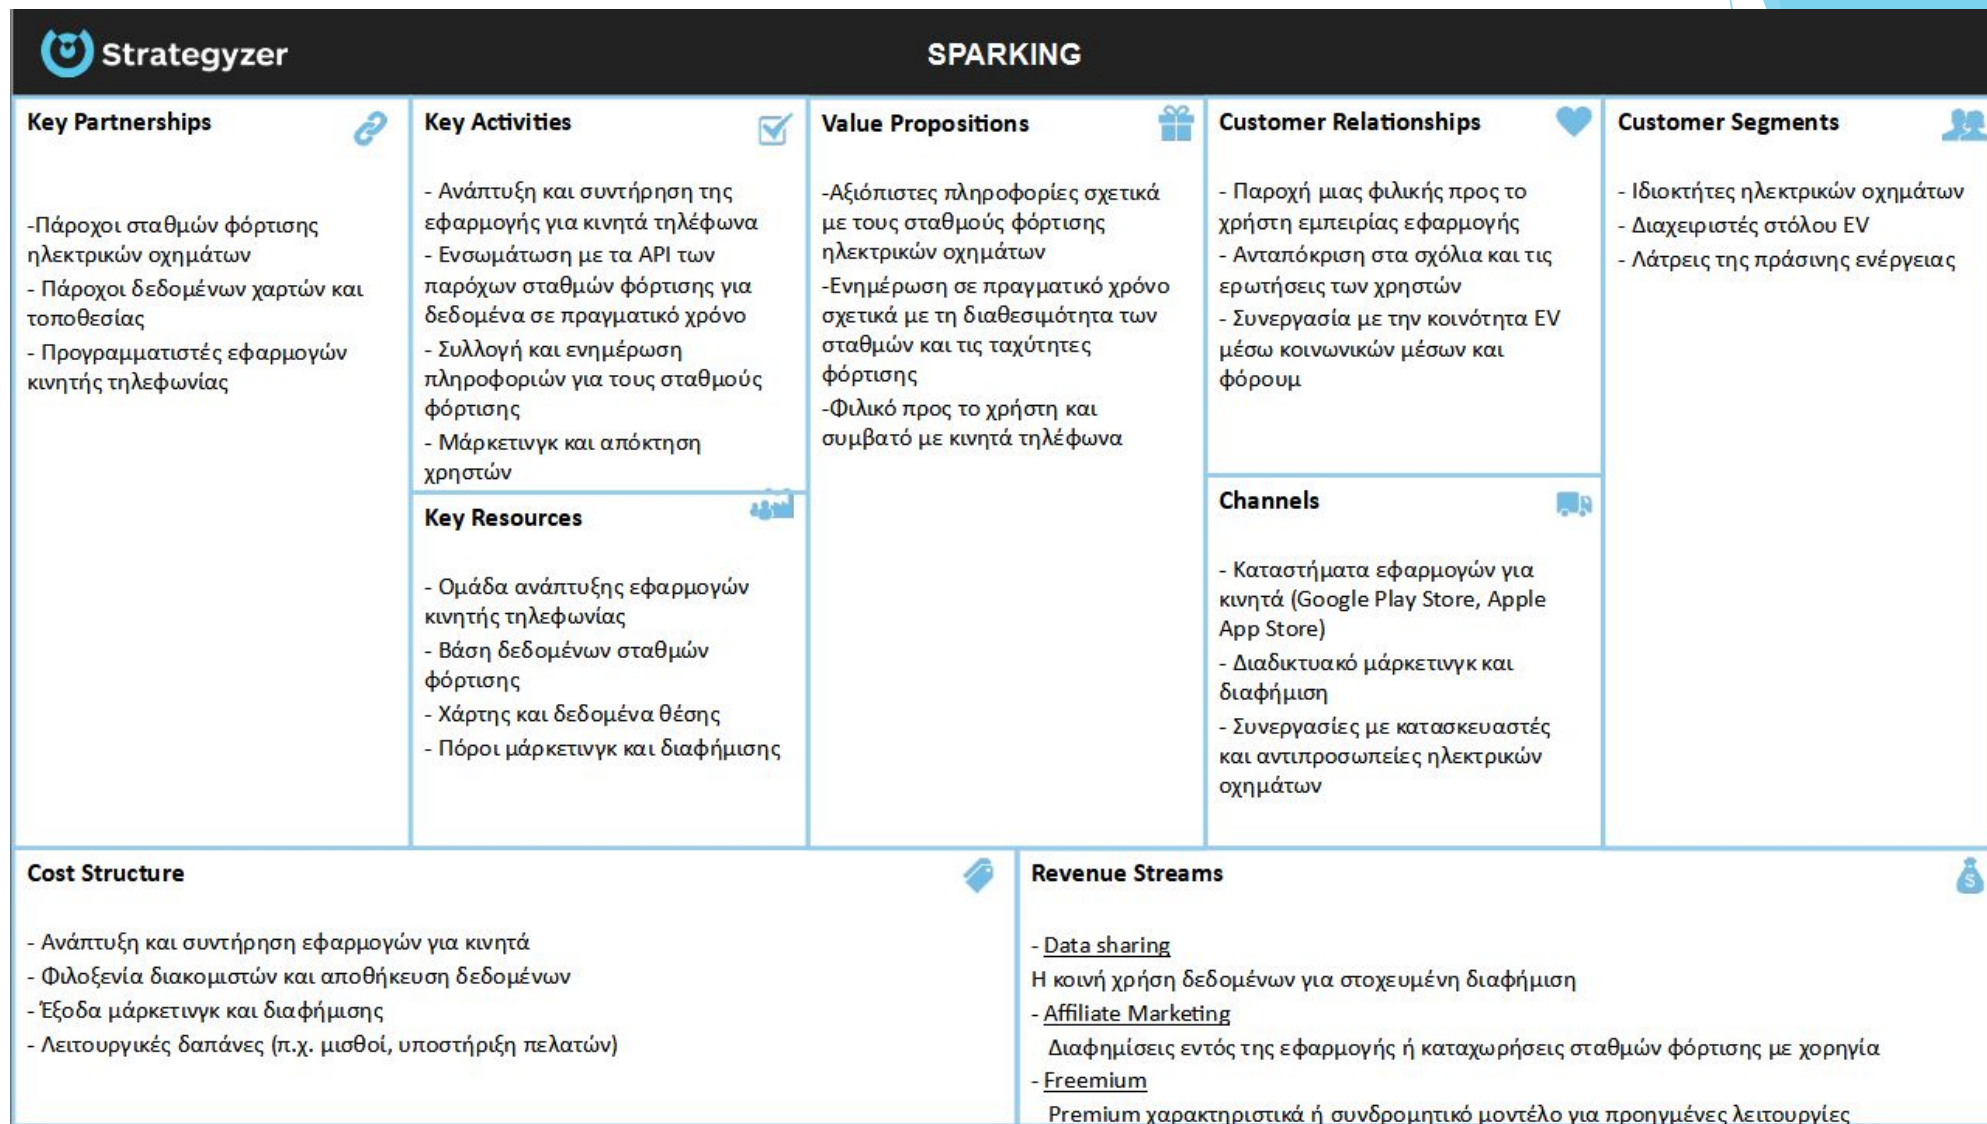 Strategyzer
SPARKING
Key Partnerships
-Πάροχοι σταθμών φόρτισης
ηλεκτρικών οχημάτων
- Πάροχοι δεδομένων χαρτών και
τοποθεσίας
- Προγραμματιστές εφαρμογών
κινητής τηλεφωνίας
Key Activities
- Ανάπτυξη και συντήρηση της
εφαρμογής για κινητά τηλέφωνα
- Ενσωμάτωση με τα API των
παρόχων σταθμών φόρτισης για
δεδομένα σε πραγματικό χρόνο
- Συλλογή και ενημέρωση
πληροφοριών για τους σταθμούς
φόρτισης
- Μάρκετινγκ και απόκτηση
χρηστών
Key Resources
- Ομάδα ανάπτυξης εφαρμογών
κινητής τηλεφωνίας
- Βάση δεδομένων σταθμών
φόρτισης
- Χάρτης και δεδομένα θέσης
- Πόροι μάρκετινγκ και διαφήμισης
Value Propositions
-Αξιόπιστες πληροφορίες σχετικά
με τους σταθμούς φόρτισης
ηλεκτρικών οχημάτων
-Ενημέρωση σε πραγματικό χρόνο
σχετικά με τη διαθεσιμότητα των
σταθμών και τις ταχύτητες
φόρτισης
-Φιλικό προς το χρήστη και
συμβατό με κινητά τηλέφωνα
Customer Relationships
- Παροχή μιας φιλικής προς το
χρήστη εμπειρίας εφαρμογής
- Ανταπόκριση στα σχόλια και τις
ερωτήσεις των χρηστών
- Συνεργασία με την κοινότητα EV
μέσω κοινωνικών μέσων και
φόρουμ
Channels
- Καταστήματα εφαρμογών για
κινητά (Google Play Store, Apple
App Store)
- Διαδικτυακό μάρκετινγκ και
διαφήμιση
- Συνεργασίες με κατασκευαστές
και αντιπροσωπείες ηλεκτρικών
οχημάτων
Customer Segments
- Ιδιοκτήτες ηλεκτρικών οχημάτων
- Διαχειριστές στόλου EV
- Λάτρεις της πράσινης ενέργειας
Cost Structure
- Ανάπτυξη και συντήρηση εφαρμογών για κινητά
- Φιλοξενία διακομιστών και αποθήκευση δεδομένων
- Έξοδα μάρκετινγκ και διαφήμισης
- Λειτουργικές δαπάνες (π.χ. μισθοί, υποστήριξη πελατών)
Revenue Streams
- Data sharing
Η κοινή χρήση δεδομένων για στοχευμένη διαφήμιση
- Affiliate Marketing
Διαφημίσεις εντός της εφαρμογής ή καταχωρήσεις σταθμών φόρτισης με χορηγία
- Freemium
Premium χαρακτηριστικά ή συνδρομητικό μοντέλο για προηγμένες λειτουργίες